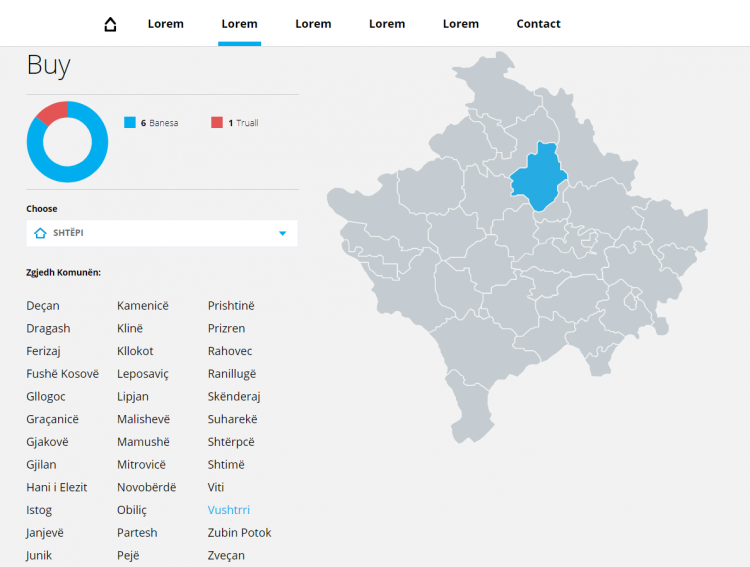 Lorem Lorem Lorem Lorem Lorem Contact
Buy
6 Banesa 1 Truall
Choose
SHTËPI
Zgjedh Komunën:
Deçan Kamenicë Prishtinë
Dragash Klinë Prizren
Ferizaj Kllokot Rahovec
Fushë Kosovë Leposaviç Ranillugë
Gllogoc Lipjan Skënderaj
Graçanicë Malishevë Suharekë
Gjakovë Mamushë Shtërpcë
Gjilan Mitrovicë Shtimë
Hani i Elezit Novobërdë Viti
Istog Obiliç Vushtrri
Janjevë Partesh Zubin Potok
Junik Pejë Zveçan